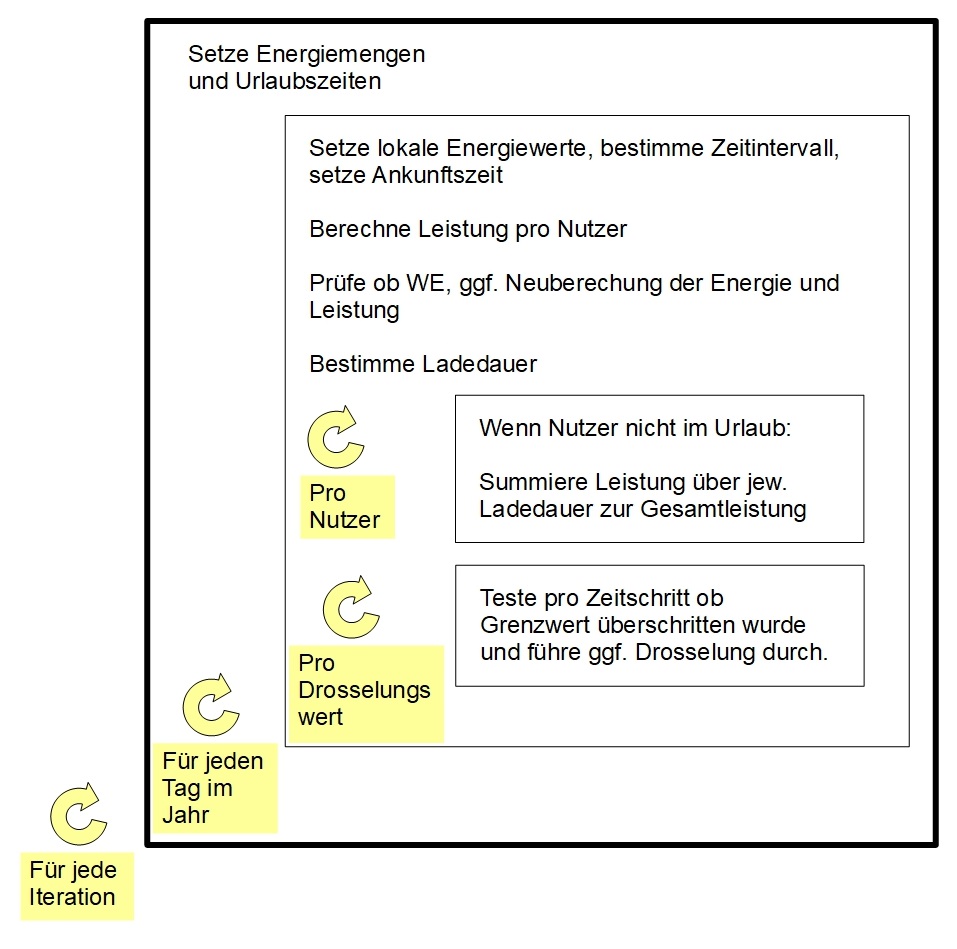 Setze Energiemengen
und Urlaubszeiten
Setze lokale Energiewerte, bestimme Zeitintervall,
setze Ankunftszeit
Berechne Leistung pro Nutzer
Prüfe ob WE, ggf. Neuberechung der Energie und
Leistung
Bestimme Ladedauer
Pro
Nutzer
Wenn Nutzer nicht im Urlaub:
Summiere Leistung über jew.
Ladedauer zur Gesamtleistung
Pro
Drosselungs
wert
Teste pro Zeitschritt ob
Grenzwert überschritten wurde
und führe ggf. Drosselung durch.
Für jeden
Tag im
Jahr
Für jede
Iteration